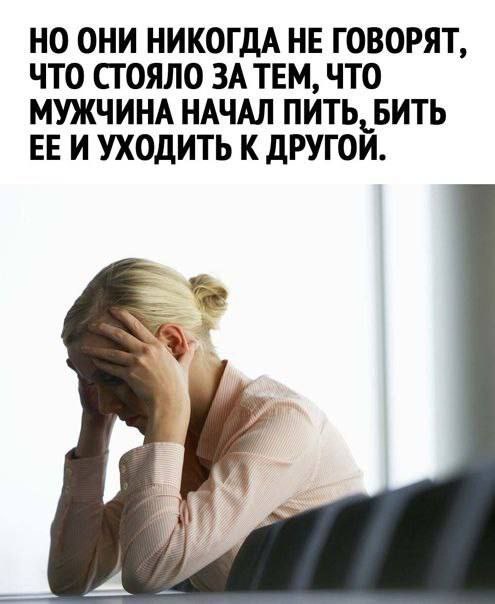 НО ОНИ НИКОГДА НЕ ГОВОРЯТ,
ЧТО СТОЯЛО ЗА ТЕМ, ЧТО
МУЖЧИНА НАЧАЛ ПИТЬ, БИТЬ
ЕЕ И УХОДИТЬ К ДРУГОЙ.